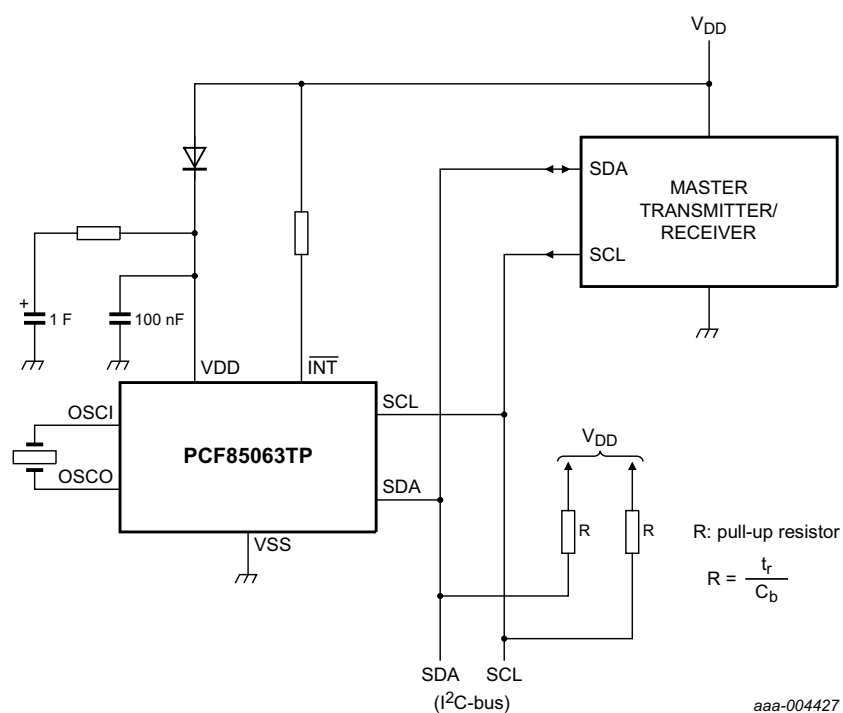 VDD
SDA
MASTER
TRANSMITTER/
RECEIVER
SCL
+
1 F
100 nF
VDD
INT
OSCI
SCL
PCF85063TP
VDD
OSCO
SDA
R
R
R: pull-up resistor
VSS
R = tr
Cb
SDA
SCL
(I2C-bus)
aaa-004427